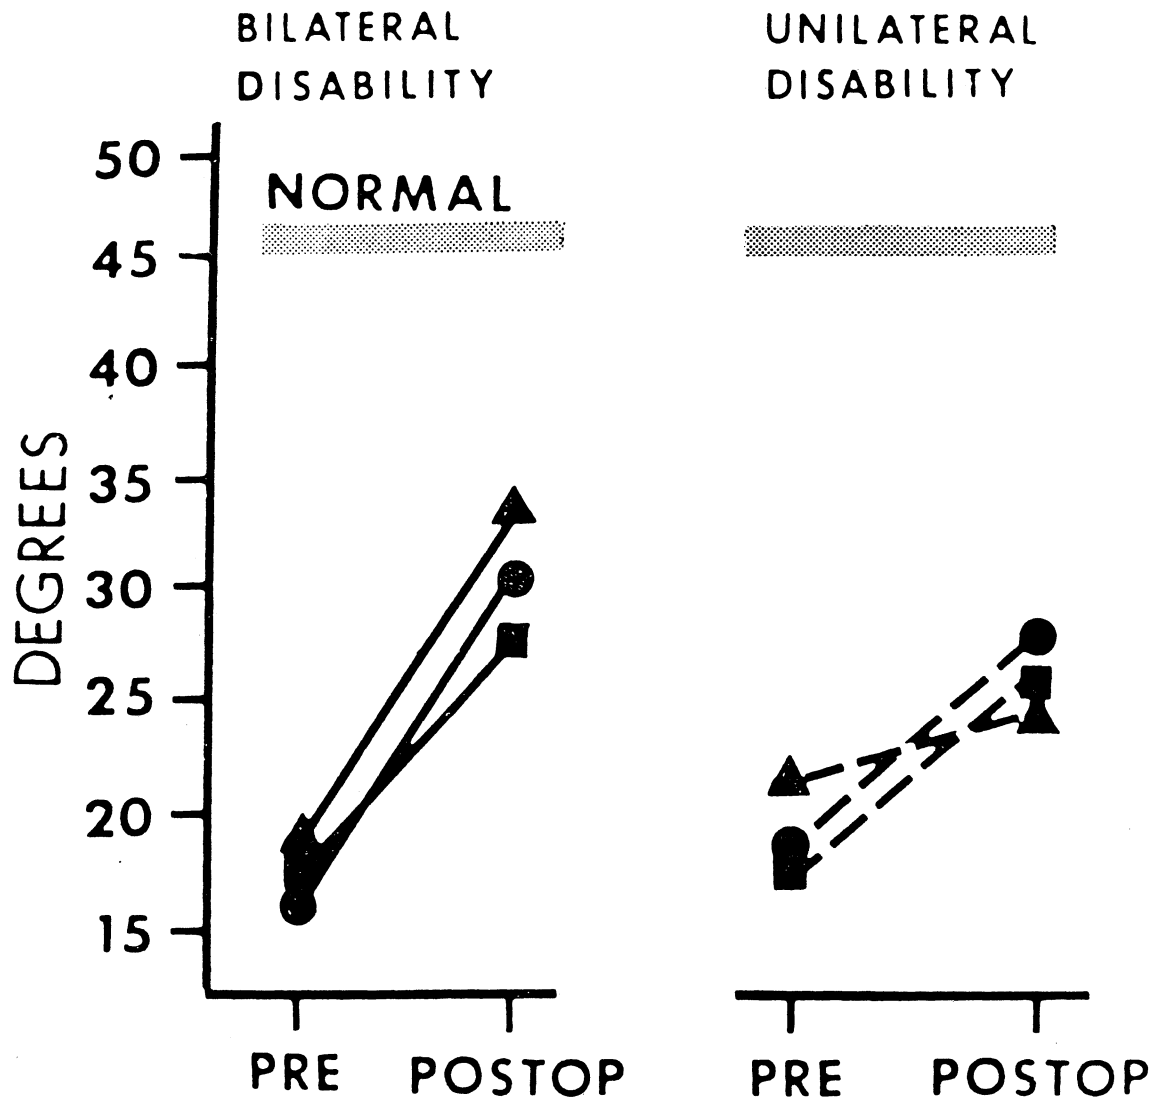 BILATERAL
DISABILITY
UNILATERAL
DISABILITY
NORMAL
DEGREES
50
45
40
35
30
25
20
15
PRE
POSTOP
PRE
POSTOP